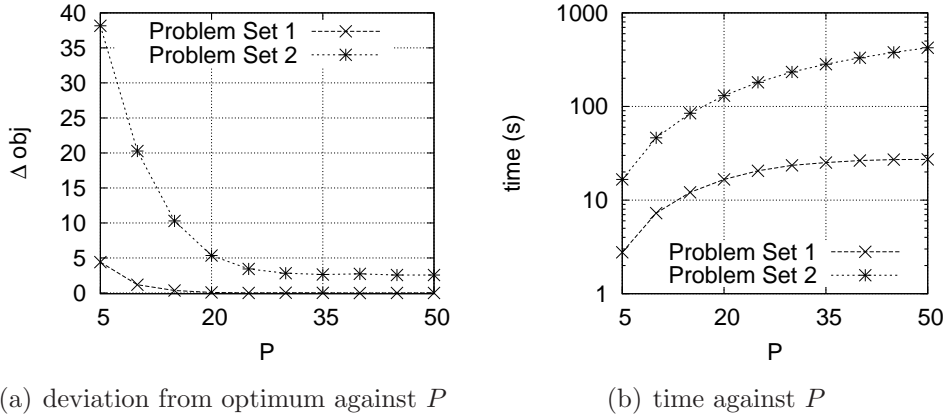 40
35
30
25
20
15
10
5
0
Δ obj
Problem Set 1
Problem Set 2
5 20 35 50
P
(a) deviation from optimum against P
1000
100
10
1
time (s)
Problem Set 1
Problem Set 2
5 20 35 50
P
(b) time against P